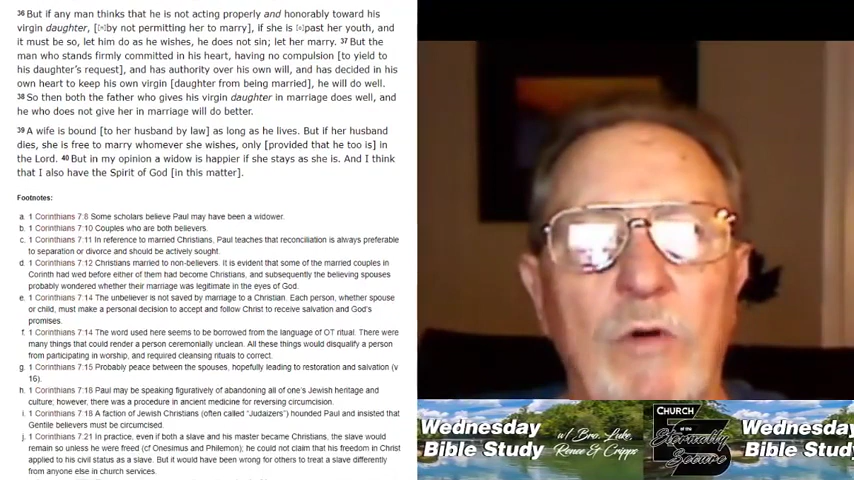 36 But if any man thinks that he is not acting properly and honorably toward his
virgin daughter, [by not permitting her to marry], if she is past her youth, and
it must be so, let him do as he wishes, he does not sin; let her marry. 37 But the
man who stands firmly committed in his heart, having no compulsion [to yield to
his daughter's request], and has authority over his own will, and has decided in his
own heart to keep his own virgin [daughter from being married], he will do well.
38 So then both the father who gives his virgin daughter in marriage does well, and
he who does not give her in marriage will do better.
39 A wife is bound [to her husband by law] as long as he lives. But if her husband
dies, she is free to marry whomever she wishes, only [provided that he too is] in
the Lord. 40 But in my opinion a widow is happier if she stays as she is. And I think
that I also have the Spirit of God [in this matter].
Footnotes:
a. 1 Corinthians 7:8 Some scholars believe Paul may have been a widower.
b. 1 Corinthians 7:10 Couples who are both believers.
c. 1 Corinthians 7:11 In reference to married Christians, Paul teaches that reconciliation is always preferable
to separation or divorce and should be actively sought.
d. 1 Corinthians 7:12 Christians married to non-believers. It is evident that some of the married couples in
Corinth had wed before either of them had become Christians, and subsequently the believing spouses
probably wondered whether their marriage was legitimate in the eyes of God.
e. 1 Corinthians 7:14 The unbeliever is not saved by marriage to a Christian. Each person, whether spouse
or child, must make a personal decision to accept and follow Christ to receive salvation and God's
promises.
f. 1 Corinthians 7:14 The word used here seems to be borrowed from the language of OT ritual. There were
many things that could render a person ceremonially unclean. All these things would disqualify a person
from participating in worship, and required cleansing rituals to correct.
g. 1 Corinthians 7:15 Probably peace between the spouses, hopefully leading to restoration and salvation (v
16).
h. 1 Corinthians 7:18 Paul may be speaking figuratively of abandoning all of one's Jewish heritage and
culture; however, there was a procedure in ancient medicine for reversing circumcision.
i. 1 Corinthians 7:18 A faction of Jewish Christians (often called "Judaizers") hounded Paul and insisted that
Gentile believers must be circumcised.
j. 1 Corinthians 7:21 In practice, even if both a slave and his master became Christians, the slave would
remain so unless he were freed (cf Onesimus and Philemon); he could not claim that his freedom in Christ
applied to his civil status as a slave. But it would have been wrong for others to treat a slave differently
from anyone else in church services.
Wednesday
Bible Study
w/ Bro. Luke,
Renee & Cripps
CHURCH
of the
Eternally
Secure
Wednesday
Bible Study